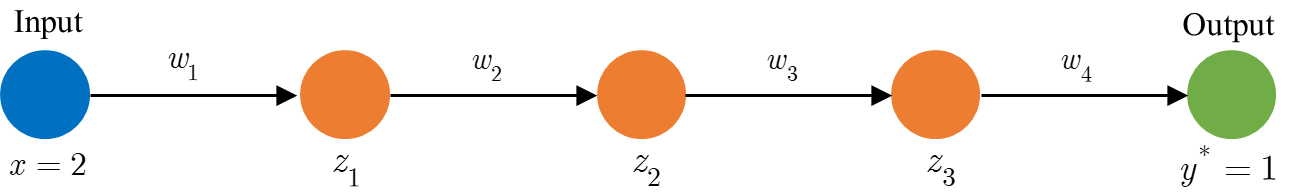 Input
Output
w₁
w₂
w₃
w₄
x = 2
z₁
z₂
z₃
y* = 1